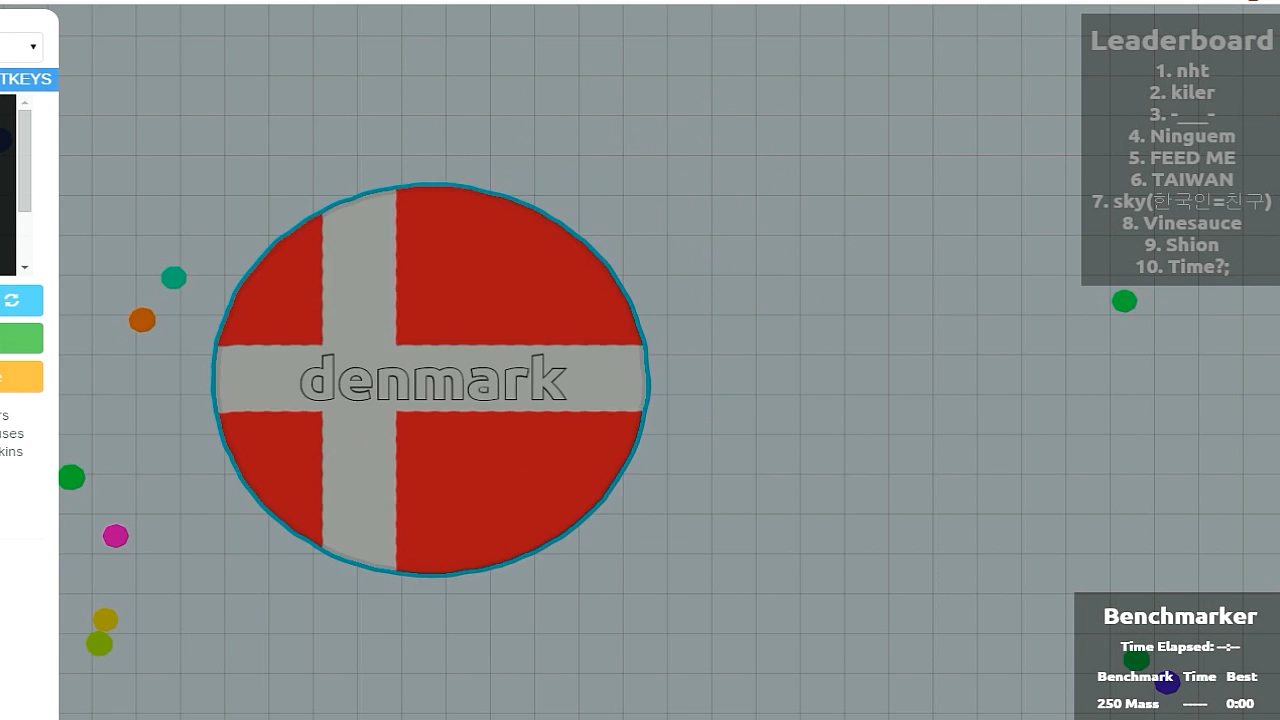 TKEYS
e
rs
uses
kins
denmark
Leaderboard
1. nht
2. kiler
3. -___-
4. Ninguem
5. FEED ME
6. TAIWAN
7. sky(한국인=친구)
8. Vinesauce
9. Shion
10. Time?;
Benchmarker
Time Elapsed: --:--
Benchmark Time Best
250 Mass ---- 0:00